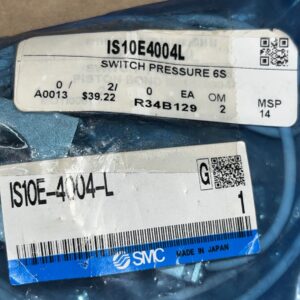 IS10E4004L
SWITCH PRESSURE 6S
0/ 2/ 0 EA OM MSP
A0013 $39.22 R34B129 2 14
IS10E-4004-L
G
1
SMC MADE IN JAPAN